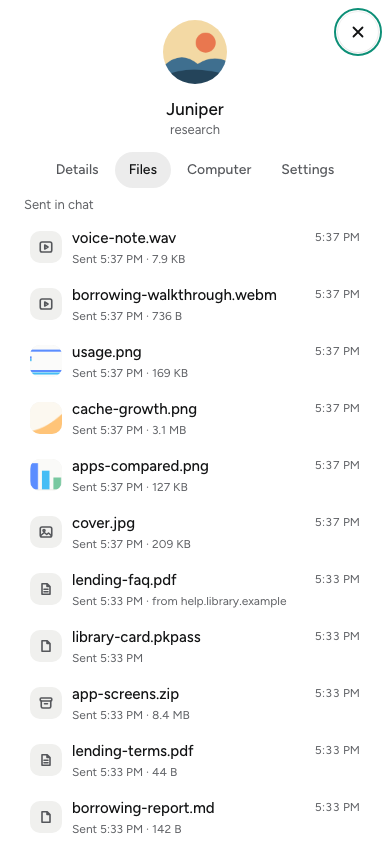 Juniper
research
Details Files Computer Settings
Sent in chat
voice-note.wav 5:37 PM
Sent 5:37 PM · 7.9 KB
borrowing-walkthrough.webm 5:37 PM
Sent 5:37 PM · 736 B
usage.png 5:37 PM
Sent 5:37 PM · 169 KB
cache-growth.png 5:37 PM
Sent 5:37 PM · 3.1 MB
apps-compared.png 5:37 PM
Sent 5:37 PM · 127 KB
cover.jpg 5:37 PM
Sent 5:37 PM · 209 KB
lending-faq.pdf 5:33 PM
Sent 5:33 PM · from help.library.example
library-card.pkpass 5:33 PM
Sent 5:33 PM
app-screens.zip 5:33 PM
Sent 5:33 PM · 8.4 MB
lending-terms.pdf 5:33 PM
Sent 5:33 PM · 44 B
borrowing-report.md 5:33 PM
Sent 5:33 PM · 142 B